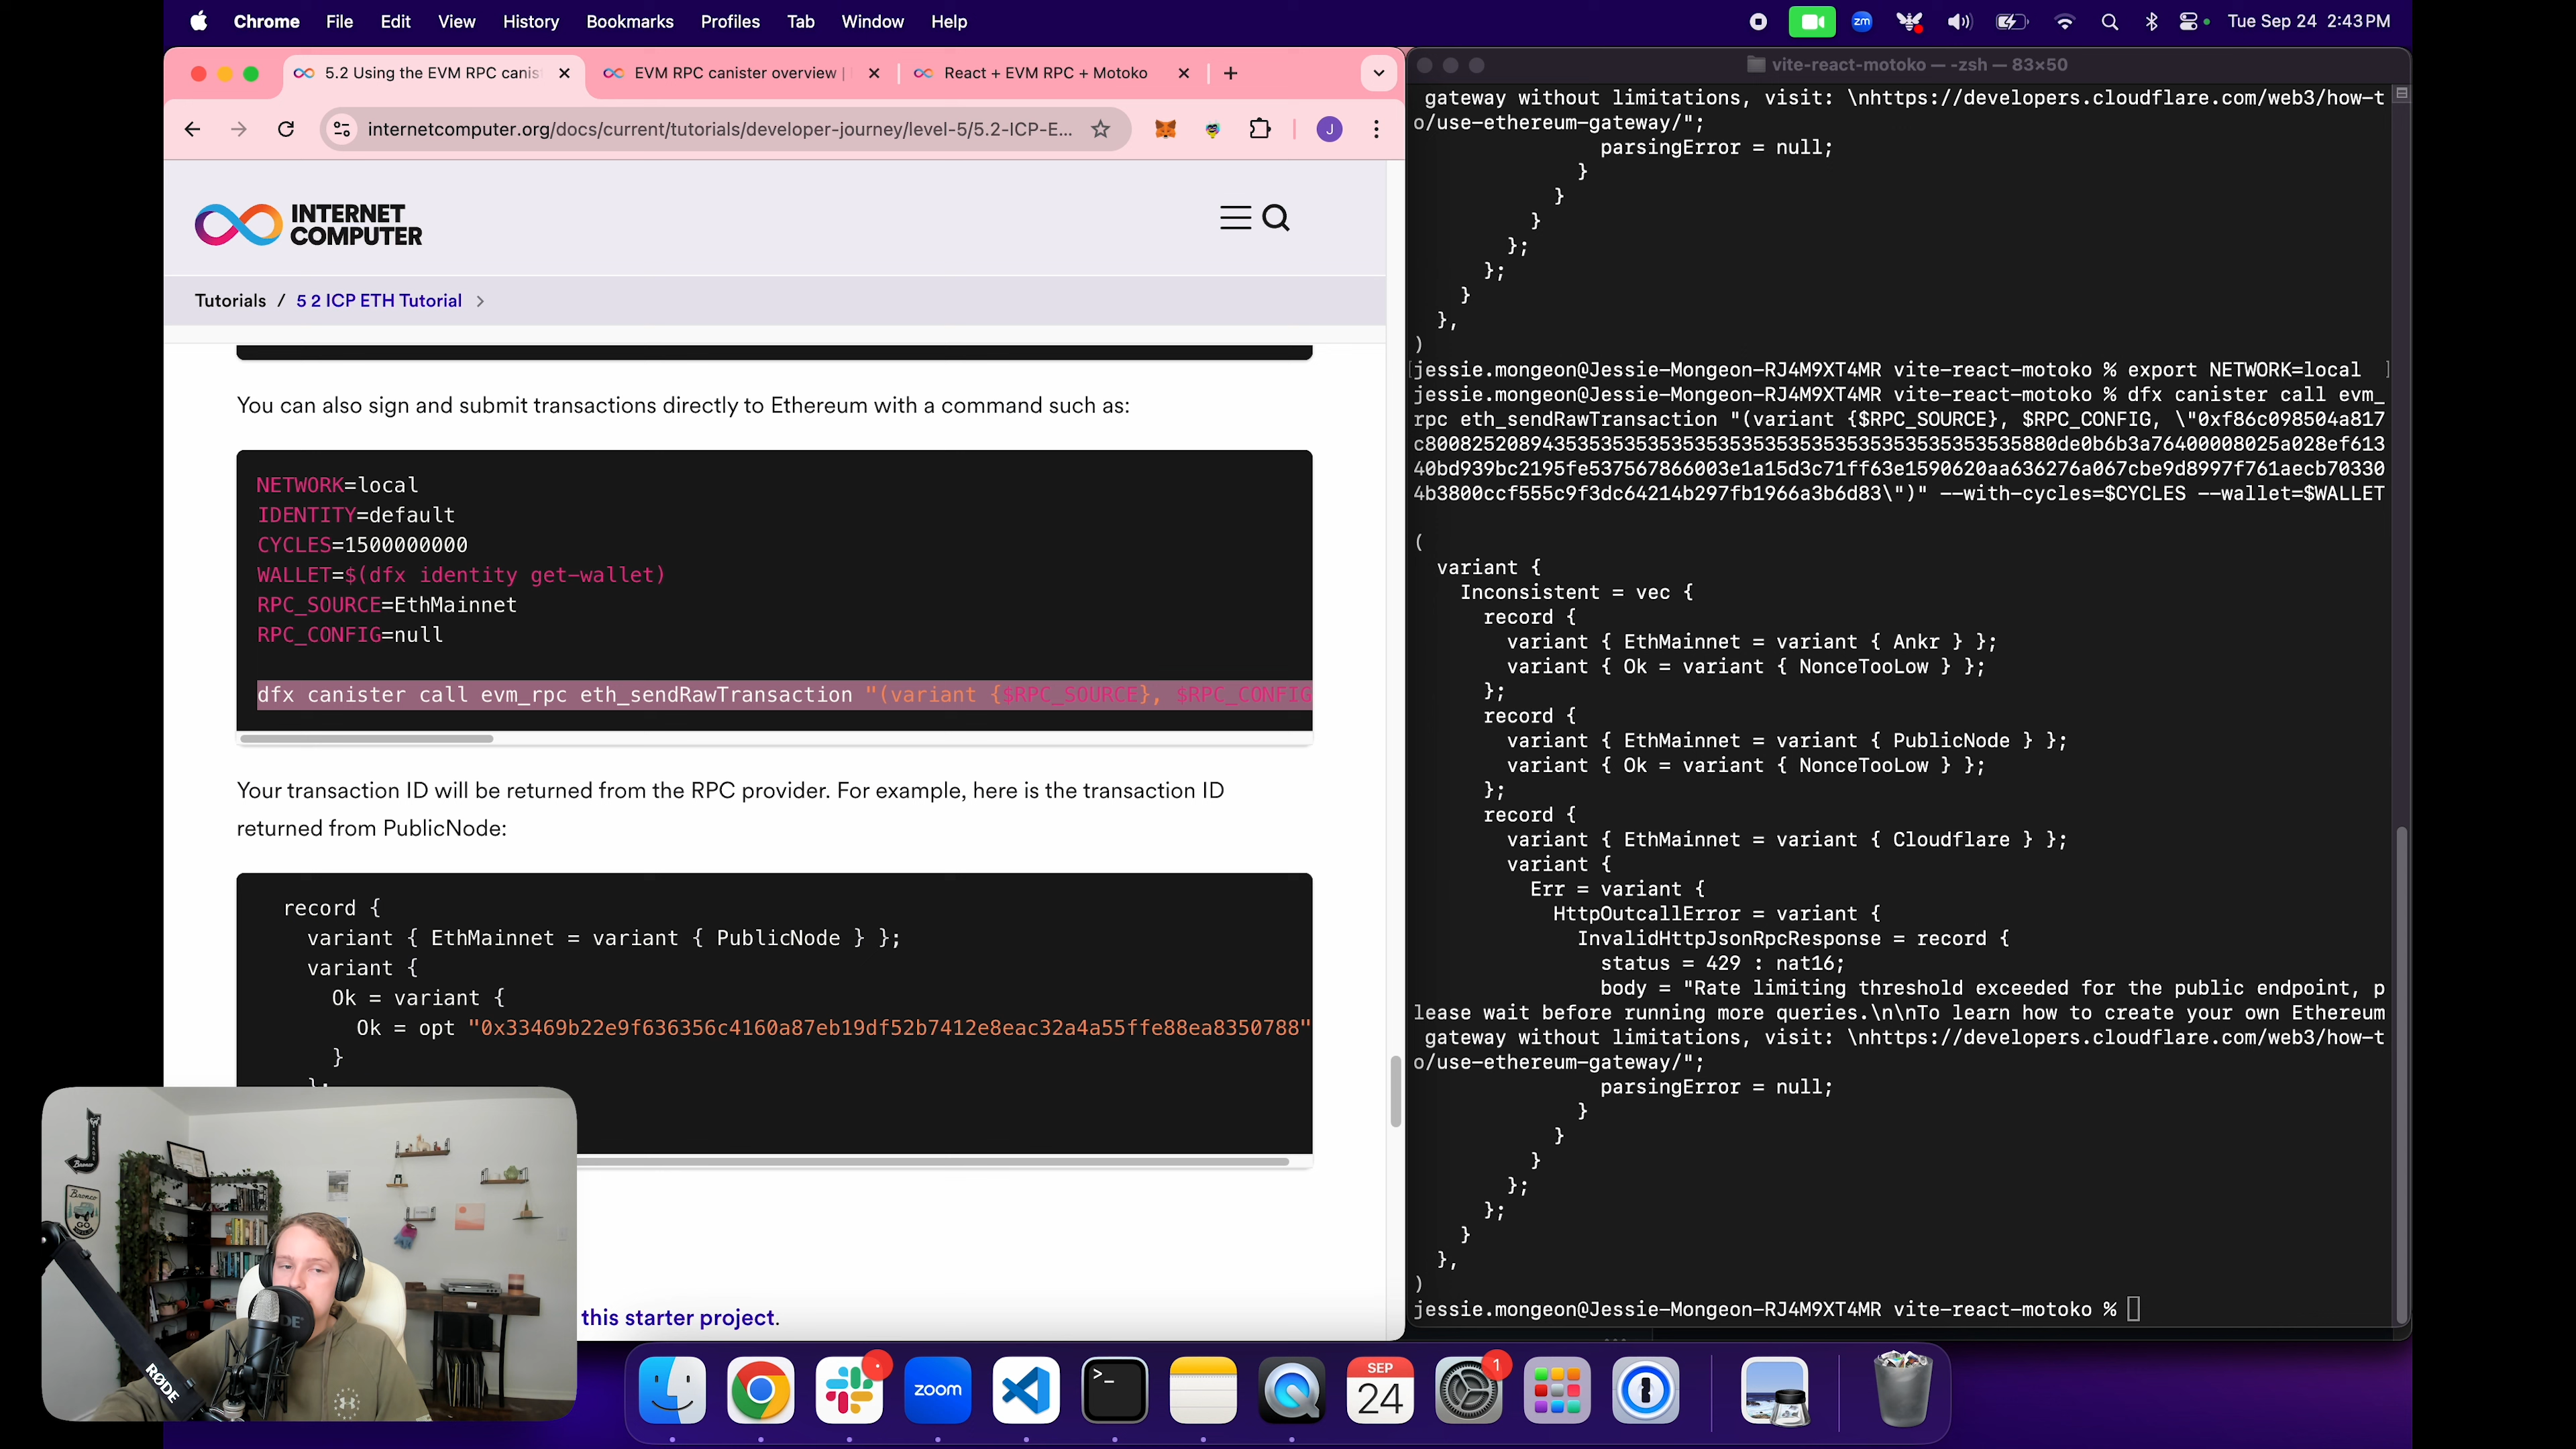 Chrome File Edit View History Bookmarks Profiles Tab Window Help
zm
Tue Sep 24 2:43 PM
5.2 Using the EVM RPC canis
EVM RPC canister overview |
React + EVM RPC + Motoko
internetcomputer.org/docs/current/tutorials/developer-journey/level-5/5.2-ICP-E...
J
INTERNET
COMPUTER
Tutorials / 5 2 ICP ETH Tutorial >
You can also sign and submit transactions directly to Ethereum with a command such as:
NETWORK=local
IDENTITY=default
CYCLES=1500000000
WALLET=$(dfx identity get-wallet)
RPC_SOURCE=EthMainnet
RPC_CONFIG=null
dfx canister call evm_rpc eth_sendRawTransaction "(variant {$RPC_SOURCE}, $RPC_CONFIG
Your transaction ID will be returned from the RPC provider. For example, here is the transaction ID
returned from PublicNode:
record {
variant { EthMainnet = variant { PublicNode } };
variant {
Ok = variant {
Ok = opt "0x33469b22e9f636356c4160a87eb19df52b7412e8eac32a4a55ffe88ea8350788"
}
};
this starter project.
vite-react-motoko — -zsh — 83×50
gateway without limitations, visit: \nhttps://developers.cloudflare.com/web3/how-t
o/use-ethereum-gateway/";
parsingError = null;
}
}
}
};
};
}
},
)
[jessie.mongeon@Jessie-Mongeon-RJ4M9XT4MR vite-react-motoko % export NETWORK=local ]
jessie.mongeon@Jessie-Mongeon-RJ4M9XT4MR vite-react-motoko % dfx canister call evm_
rpc eth_sendRawTransaction "(variant {$RPC_SOURCE}, $RPC_CONFIG, \"0xf86c098504a817
c800825208943535353535353535353535353535353535353535880de0b6b3a76400008025a028ef613
40bd939bc2195fe537567866003e1a15d3c71ff63e1590620aa636276a067cbe9d8997f761aecb70330
4b3800ccf555c9f3dc64214b297fb1966a3b6d83\")" --with-cycles=$CYCLES --wallet=$WALLET
(
variant {
Inconsistent = vec {
record {
variant { EthMainnet = variant { Ankr } };
variant { Ok = variant { NonceTooLow } };
};
record {
variant { EthMainnet = variant { PublicNode } };
variant { Ok = variant { NonceTooLow } };
};
record {
variant { EthMainnet = variant { Cloudflare } };
variant {
Err = variant {
HttpOutcallError = variant {
InvalidHttpJsonRpcResponse = record {
status = 429 : nat16;
body = "Rate limiting threshold exceeded for the public endpoint, p
lease wait before running more queries.\n\nTo learn how to create your own Ethereum
gateway without limitations, visit: \nhttps://developers.cloudflare.com/web3/how-t
o/use-ethereum-gateway/";
parsingError = null;
}
}
}
};
};
}
},
)
jessie.mongeon@Jessie-Mongeon-RJ4M9XT4MR vite-react-motoko %
RØDE
zoom
SEP
24
1